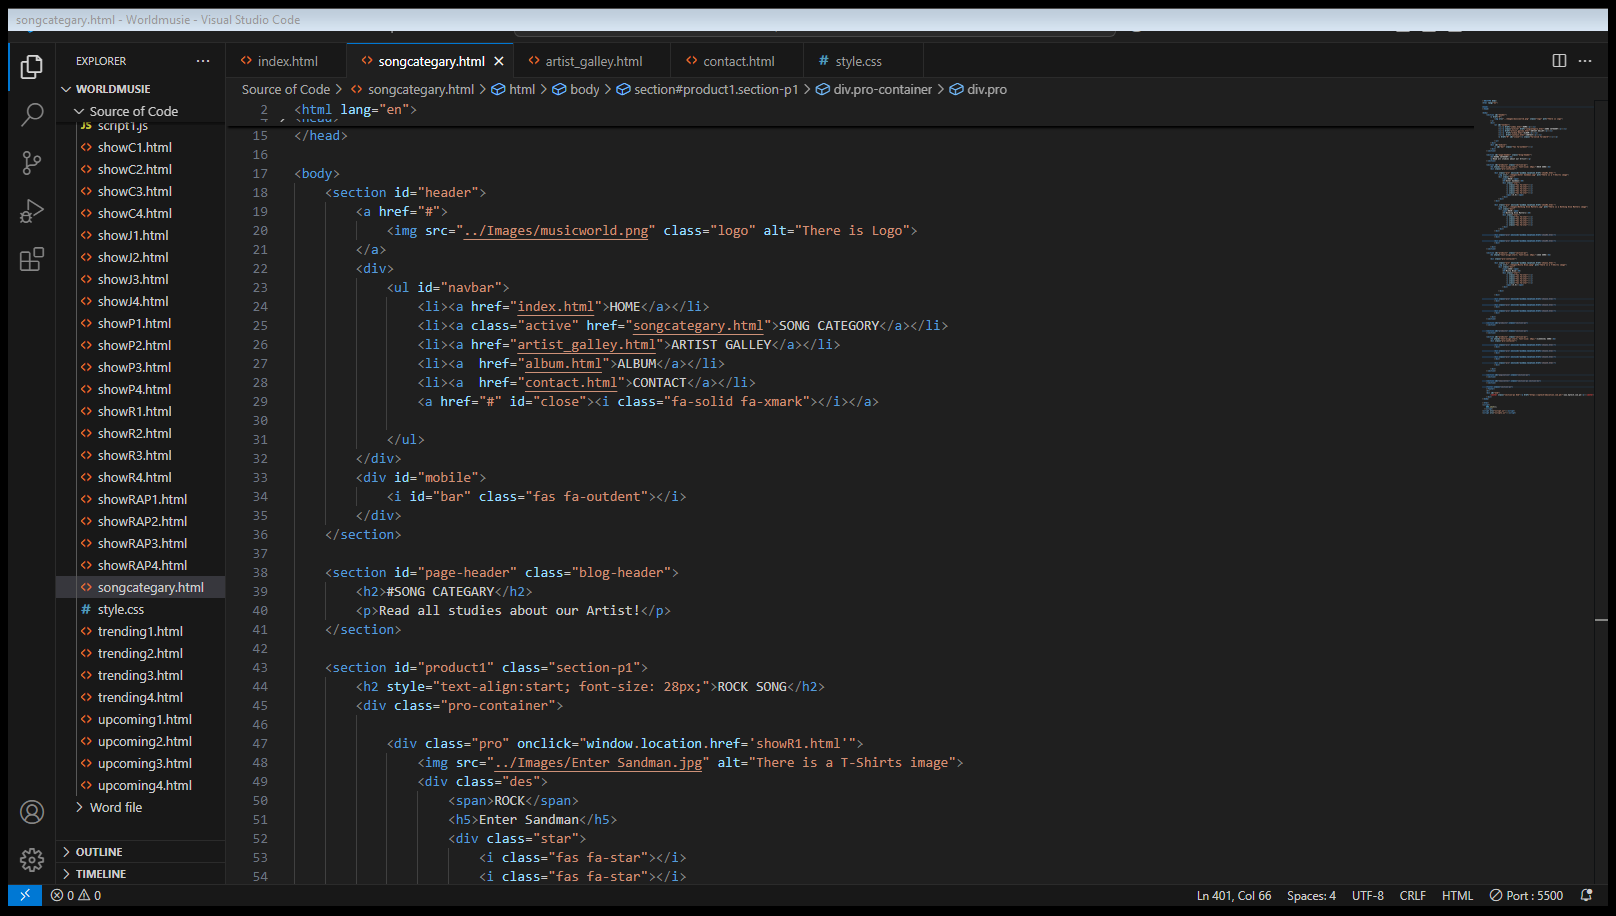 songcategary.html - Worldmusie - Visual Studio Code
EXPLORER ···
WORLDMUSIE
Source of Code
JS script1.js
<> showC1.html
<> showC2.html
<> showC3.html
<> showC4.html
<> showJ1.html
<> showJ2.html
<> showJ3.html
<> showJ4.html
<> showP1.html
<> showP2.html
<> showP3.html
<> showP4.html
<> showR1.html
<> showR2.html
<> showR3.html
<> showR4.html
<> showRAP1.html
<> showRAP2.html
<> showRAP3.html
<> showRAP4.html
<> songcategary.html
# style.css
<> trending1.html
<> trending2.html
<> trending3.html
<> trending4.html
<> upcoming1.html
<> upcoming2.html
<> upcoming3.html
<> upcoming4.html
Word file
OUTLINE
TIMELINE
<> index.html <> songcategary.html × <> artist_galley.html <> contact.html # style.css
Source of Code > <> songcategary.html > html > body > section#product1.section-p1 > div.pro-container > div.pro
2 <html lang="en">
4 <head>
15 </head>
16
17 <body>
18 <section id="header">
19 <a href="#">
20 <img src="../Images/musicworld.png" class="logo" alt="There is Logo">
21 </a>
22 <div>
23 <ul id="navbar">
24 <li><a href="index.html">HOME</a></li>
25 <li><a class="active" href="songcategary.html">SONG CATEGORY</a></li>
26 <li><a href="artist_galley.html">ARTIST GALLEY</a></li>
27 <li><a  href="album.html">ALBUM</a></li>
28 <li><a  href="contact.html">CONTACT</a></li>
29 <a href="#" id="close"><i class="fa-solid fa-xmark"></i></a>
30
31 </ul>
32 </div>
33 <div id="mobile">
34 <i id="bar" class="fas fa-outdent"></i>
35 </div>
36 </section>
37
38 <section id="page-header" class="blog-header">
39 <h2>#SONG CATEGARY</h2>
40 <p>Read all studies about our Artist!</p>
41 </section>
42
43 <section id="product1" class="section-p1">
44 <h2 style="text-align:start; font-size: 28px;">ROCK SONG</h2>
45 <div class="pro-container">
46
47 <div class="pro" onclick="window.location.href='showR1.html'">
48 <img src="../Images/Enter Sandman.jpg" alt="There is a T-Shirts image">
49 <div class="des">
50 <span>ROCK</span>
51 <h5>Enter Sandman</h5>
52 <div class="star">
53 <i class="fas fa-star"></i>
54 <i class="fas fa-star"></i>
0 0 Ln 401, Col 66 Spaces: 4 UTF-8 CRLF HTML Port : 5500